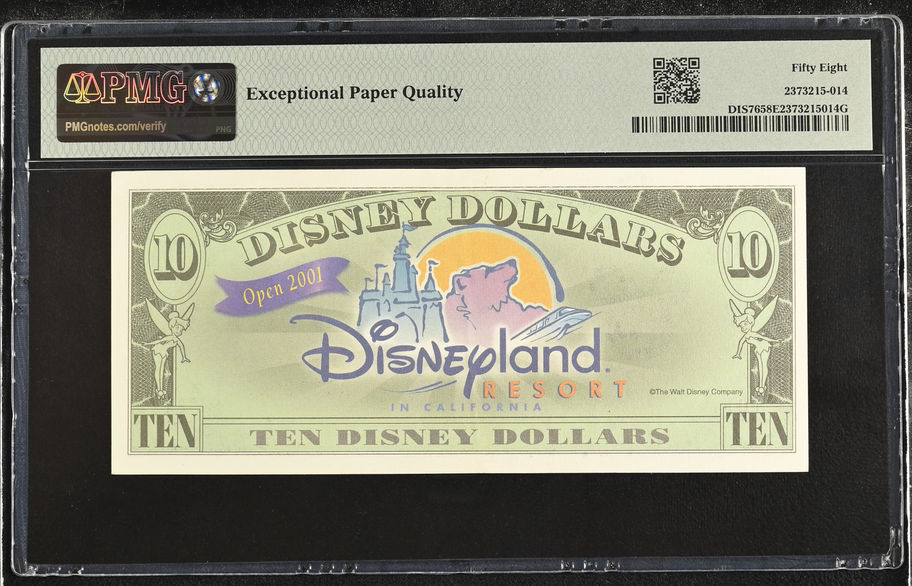 PMG
PMGnotes.com/verify
PNG
Exceptional Paper Quality
Fifty Eight
2373215-014
DIS7658E2373215014G
DISNEY DOLLARS
10
10
Open 2001
Disneyland
RESORT
IN CALIFORNIA
©The Walt Disney Company
TEN
TEN DISNEY DOLLARS
TEN